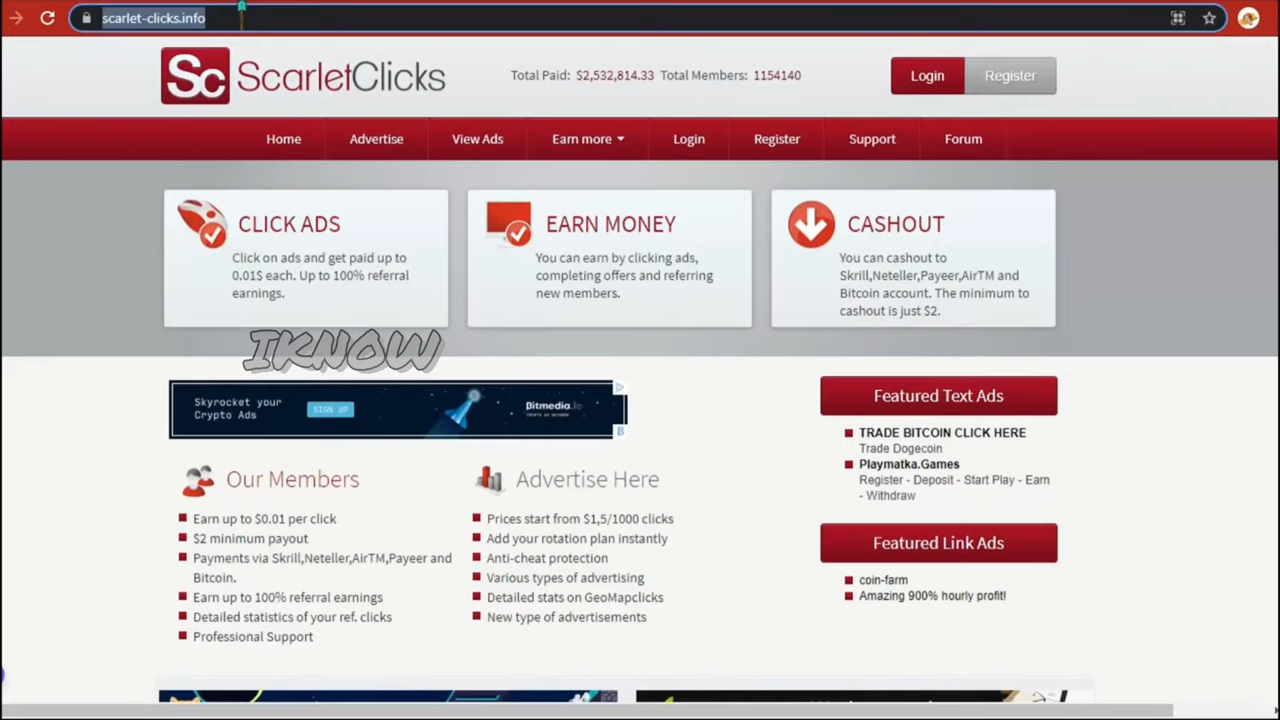 scarlet-clicks.info
Sc ScarletClicks
Total Paid: $2,532,814.33 Total Members: 1154140
Login Register
Home Advertise View Ads Earn more Login Register Support Forum
CLICK ADS
Click on ads and get paid up to
0.01$ each. Up to 100% referral
earnings.
EARN MONEY
You can earn by clicking ads,
completing offers and referring
new members.
CASHOUT
You can cashout to
Skrill,Neteller,Payeer,AirTM and
Bitcoin account. The minimum to
cashout is just $2.
IKNOW
Skyrocket your
Crypto Ads
SIGN UP
Bitmedia.io
Our Members
Earn up to $0.01 per click
$2 minimum payout
Payments via Skrill,Neteller,AirTM,Payeer and
Bitcoin.
Earn up to 100% referral earnings
Detailed statistics of your ref. clicks
Professional Support
Advertise Here
Prices start from $1,5/1000 clicks
Add your rotation plan instantly
Anti-cheat protection
Various types of advertising
Detailed stats on GeoMapclicks
New type of advertisements
Featured Text Ads
TRADE BITCOIN CLICK HERE
Trade Dogecoin
Playmatka.Games
Register - Deposit - Start Play - Earn
- Withdraw
Featured Link Ads
coin-farm
Amazing 900% hourly profit!